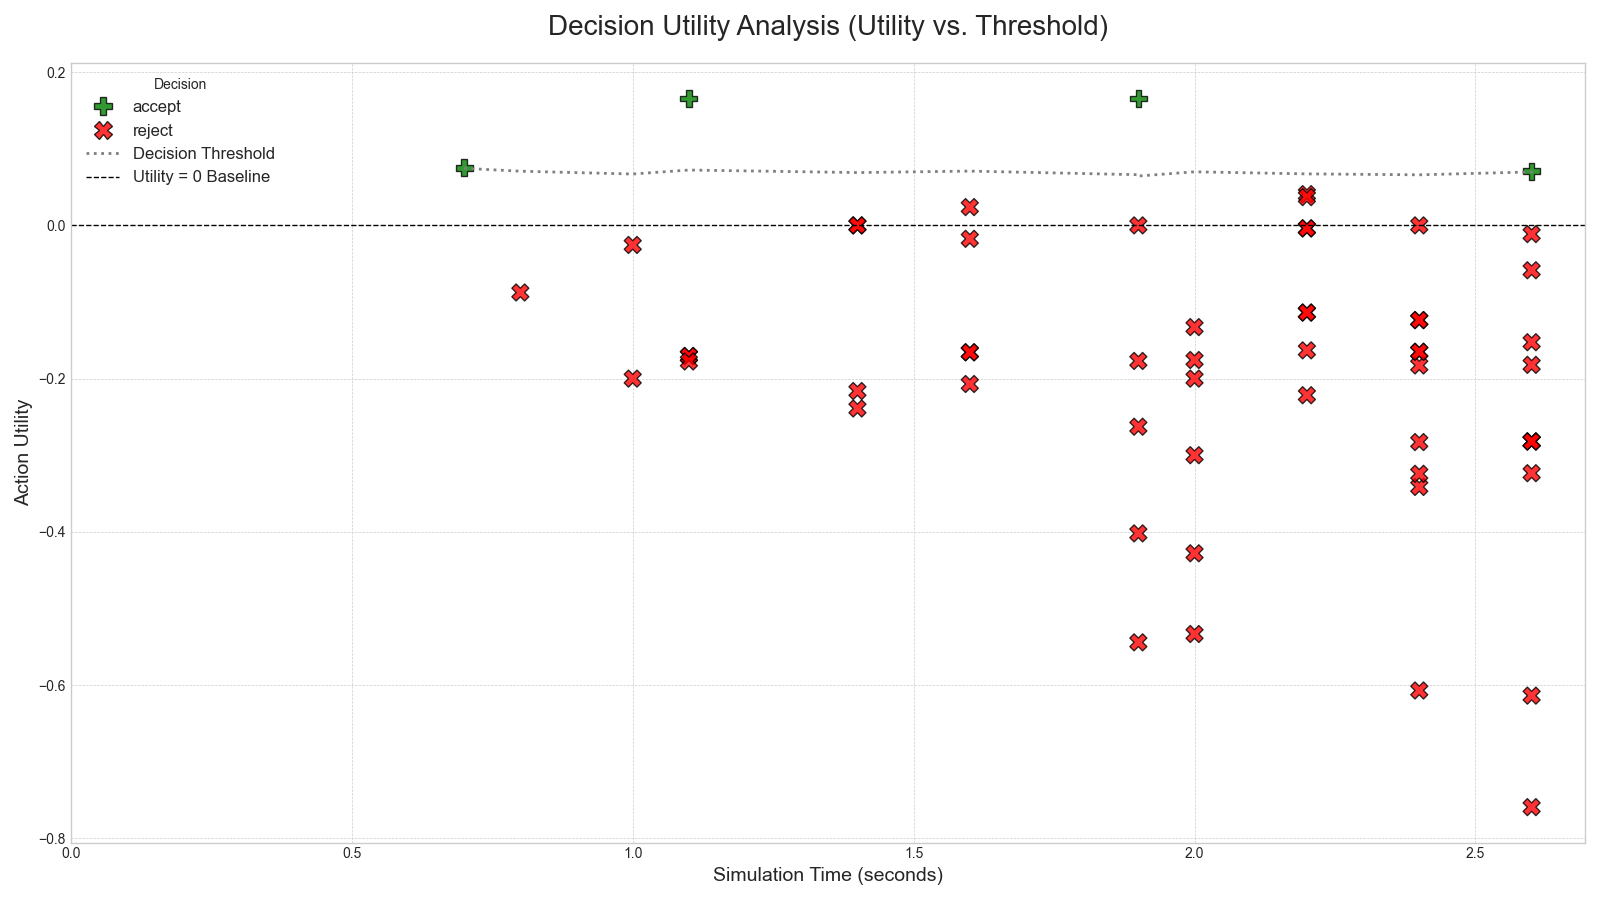 Decision Utility Analysis (Utility vs. Threshold)
Decision
accept
reject
Decision Threshold
Utility = 0 Baseline
Action Utility
0.2
0.0
−0.2
−0.4
−0.6
−0.8
0.0
0.5
1.0
1.5
2.0
2.5
Simulation Time (seconds)